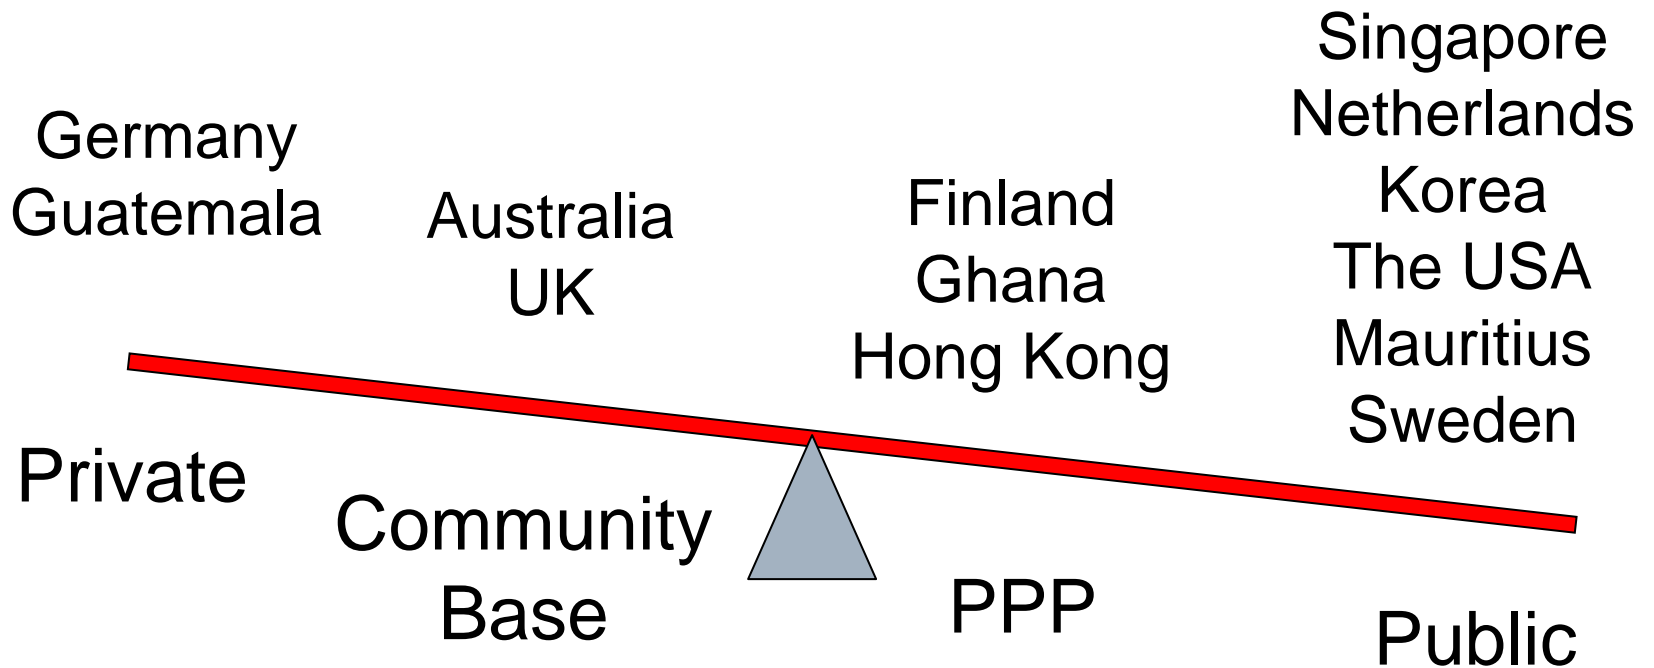 Germany
Guatemala
Australia
UK
Finland
Ghana
Hong Kong
Singapore
Netherlands
Korea
The USA
Mauritius
Sweden
Private
Community
Base
PPP
Public